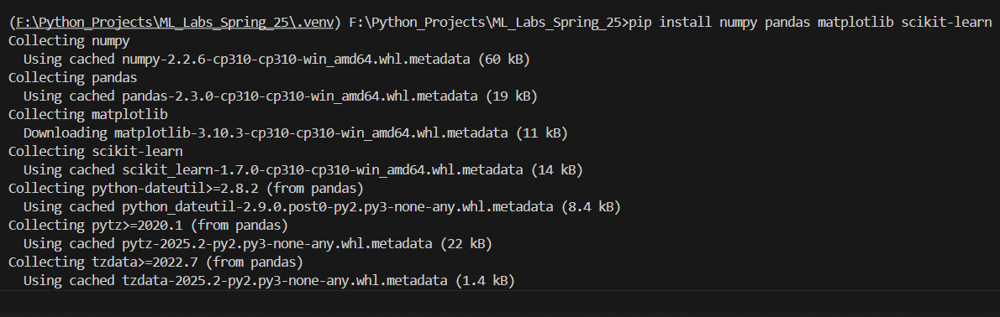 (F:\Python_Projects\ML_Labs_Spring_25\.venv) F:\Python_Projects\ML_Labs_Spring_25>pip install numpy pandas matplotlib scikit-learn
Collecting numpy
  Using cached numpy-2.2.6-cp310-cp310-win_amd64.whl.metadata (60 kB)
Collecting pandas
  Using cached pandas-2.3.0-cp310-cp310-win_amd64.whl.metadata (19 kB)
Collecting matplotlib
  Downloading matplotlib-3.10.3-cp310-cp310-win_amd64.whl.metadata (11 kB)
Collecting scikit-learn
  Using cached scikit_learn-1.7.0-cp310-cp310-win_amd64.whl.metadata (14 kB)
Collecting python-dateutil>=2.8.2 (from pandas)
  Using cached python_dateutil-2.9.0.post0-py2.py3-none-any.whl.metadata (8.4 kB)
Collecting pytz>=2020.1 (from pandas)
  Using cached pytz-2025.2-py2.py3-none-any.whl.metadata (22 kB)
Collecting tzdata>=2022.7 (from pandas)
  Using cached tzdata-2025.2-py2.py3-none-any.whl.metadata (1.4 kB)